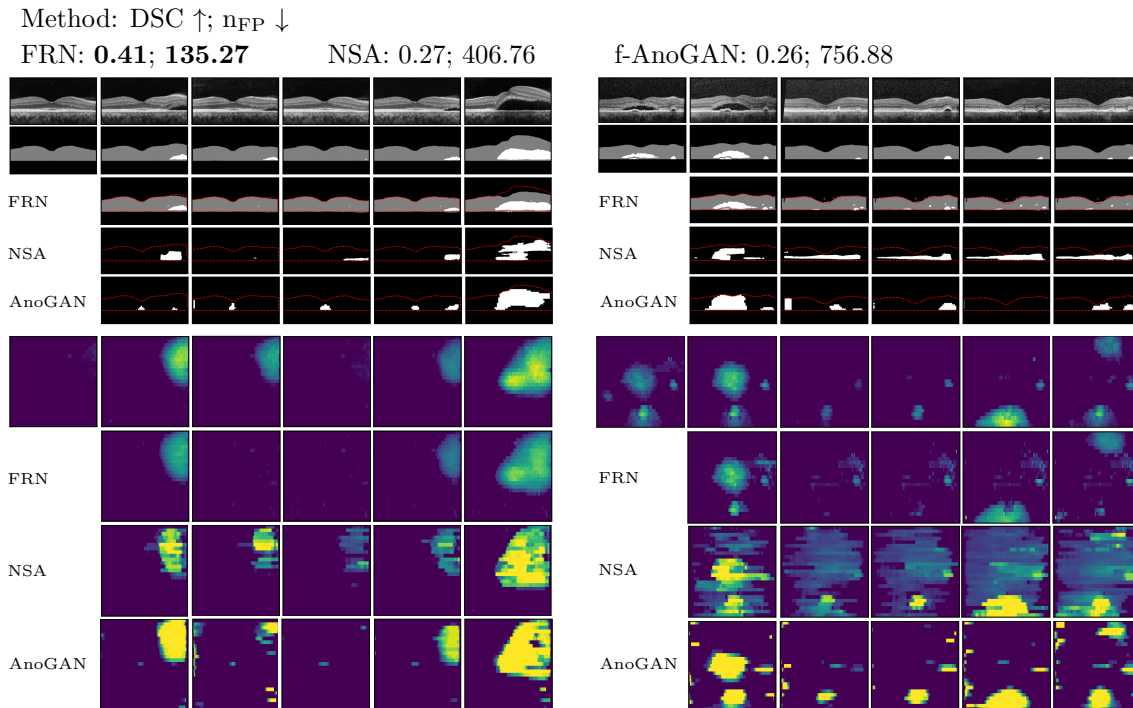 Method: DSC ↑; n_FP ↓
FRN: 0.41; 135.27 NSA: 0.27; 406.76 f-AnoGAN: 0.26; 756.88
FRN FRN
NSA NSA
AnoGAN AnoGAN
FRN FRN
NSA NSA
AnoGAN AnoGAN